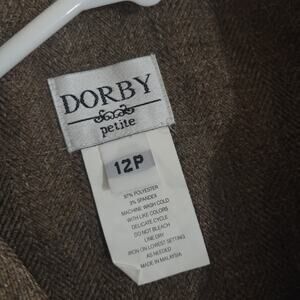 DORBY
petite
12P
97% POLYESTER
3% SPANDEX
MACHINE WASH COLD
WITH LIKE COLORS
DELICATE CYCLE
DO NOT BLEACH
LINE DRY
IRON ON LOWEST SETTING
AS NEEDED
MADE IN MALAYSIA